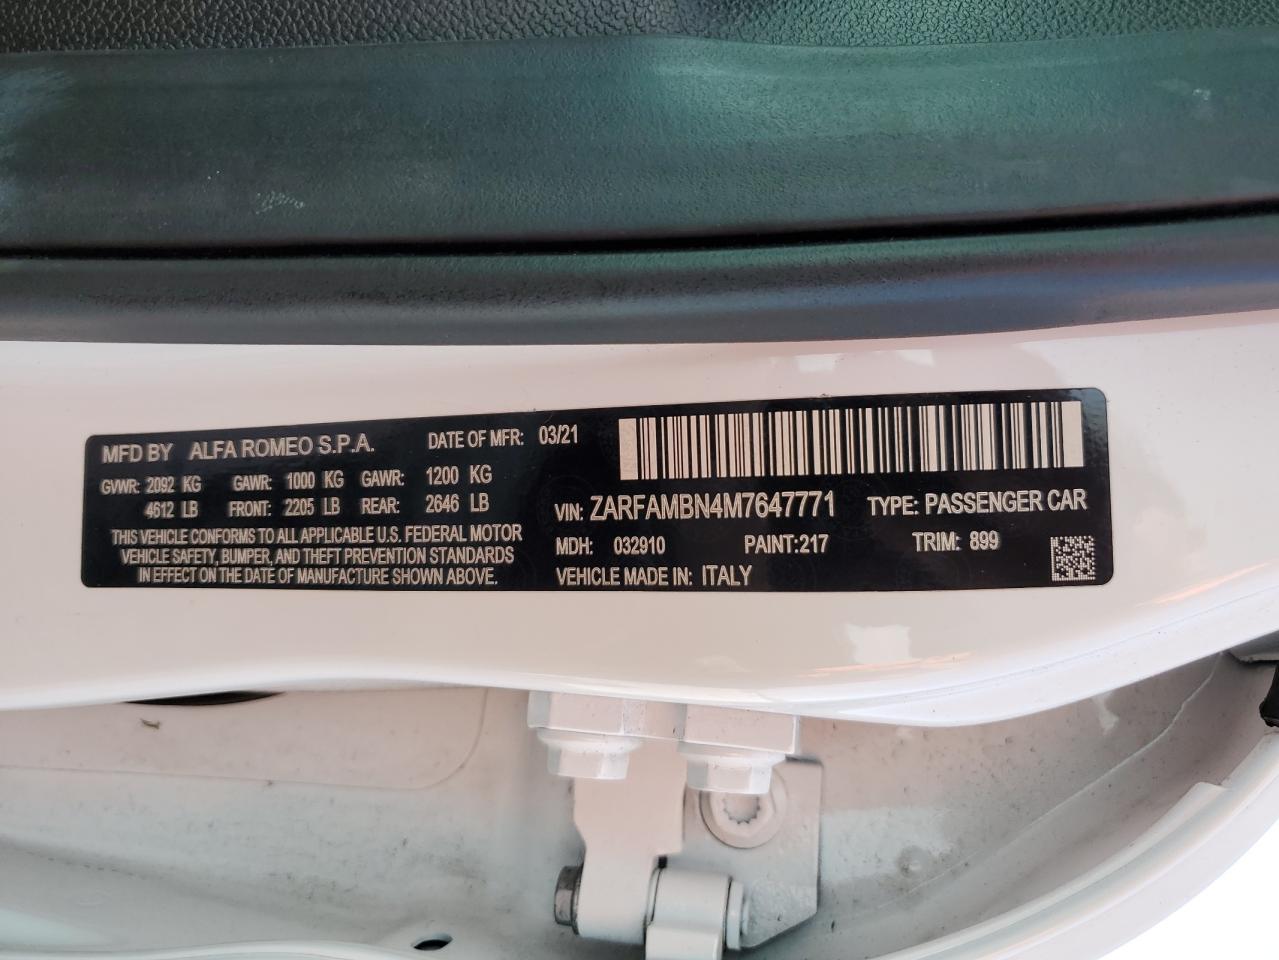 MFD BY ALFA ROMEO S.P.A. DATE OF MFR: 03/21
GVWR: 2092 KG GAWR: 1000 KG GAWR: 1200 KG
4612 LB FRONT: 2205 LB REAR: 2646 LB
THIS VEHICLE CONFORMS TO ALL APPLICABLE U.S. FEDERAL MOTOR
VEHICLE SAFETY, BUMPER, AND THEFT PREVENTION STANDARDS
IN EFFECT ON THE DATE OF MANUFACTURE SHOWN ABOVE.
VIN: ZARFAMBN4M7647771 TYPE: PASSENGER CAR
MDH: 032910 PAINT:217 TRIM: 899
VEHICLE MADE IN: ITALY